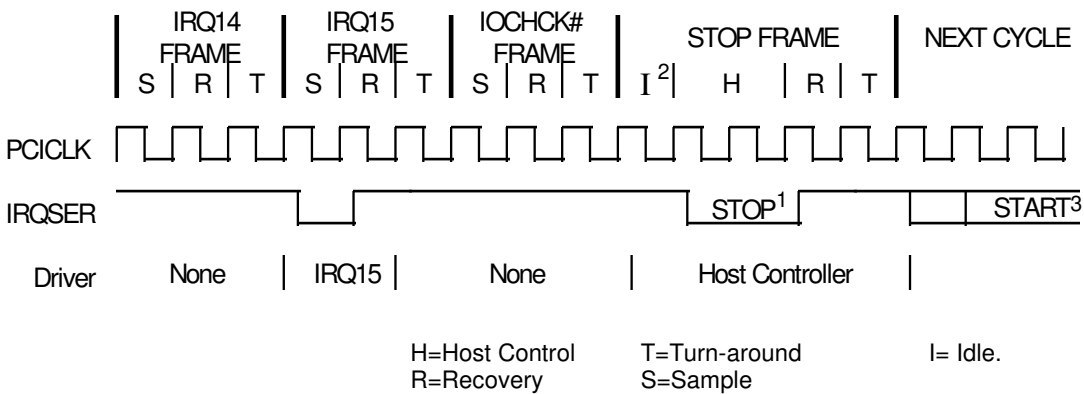 IRQ14 FRAME
IRQ15 FRAME
IOCHCK# FRAME
STOP FRAME
NEXT CYCLE
S R T S R T S R T I 2 H R T
PCICLK
IRQSER STOP1 START3
Driver None IRQ15 None Host Controller
H=Host Control T=Turn-around I= Idle.
R=Recovery S=Sample